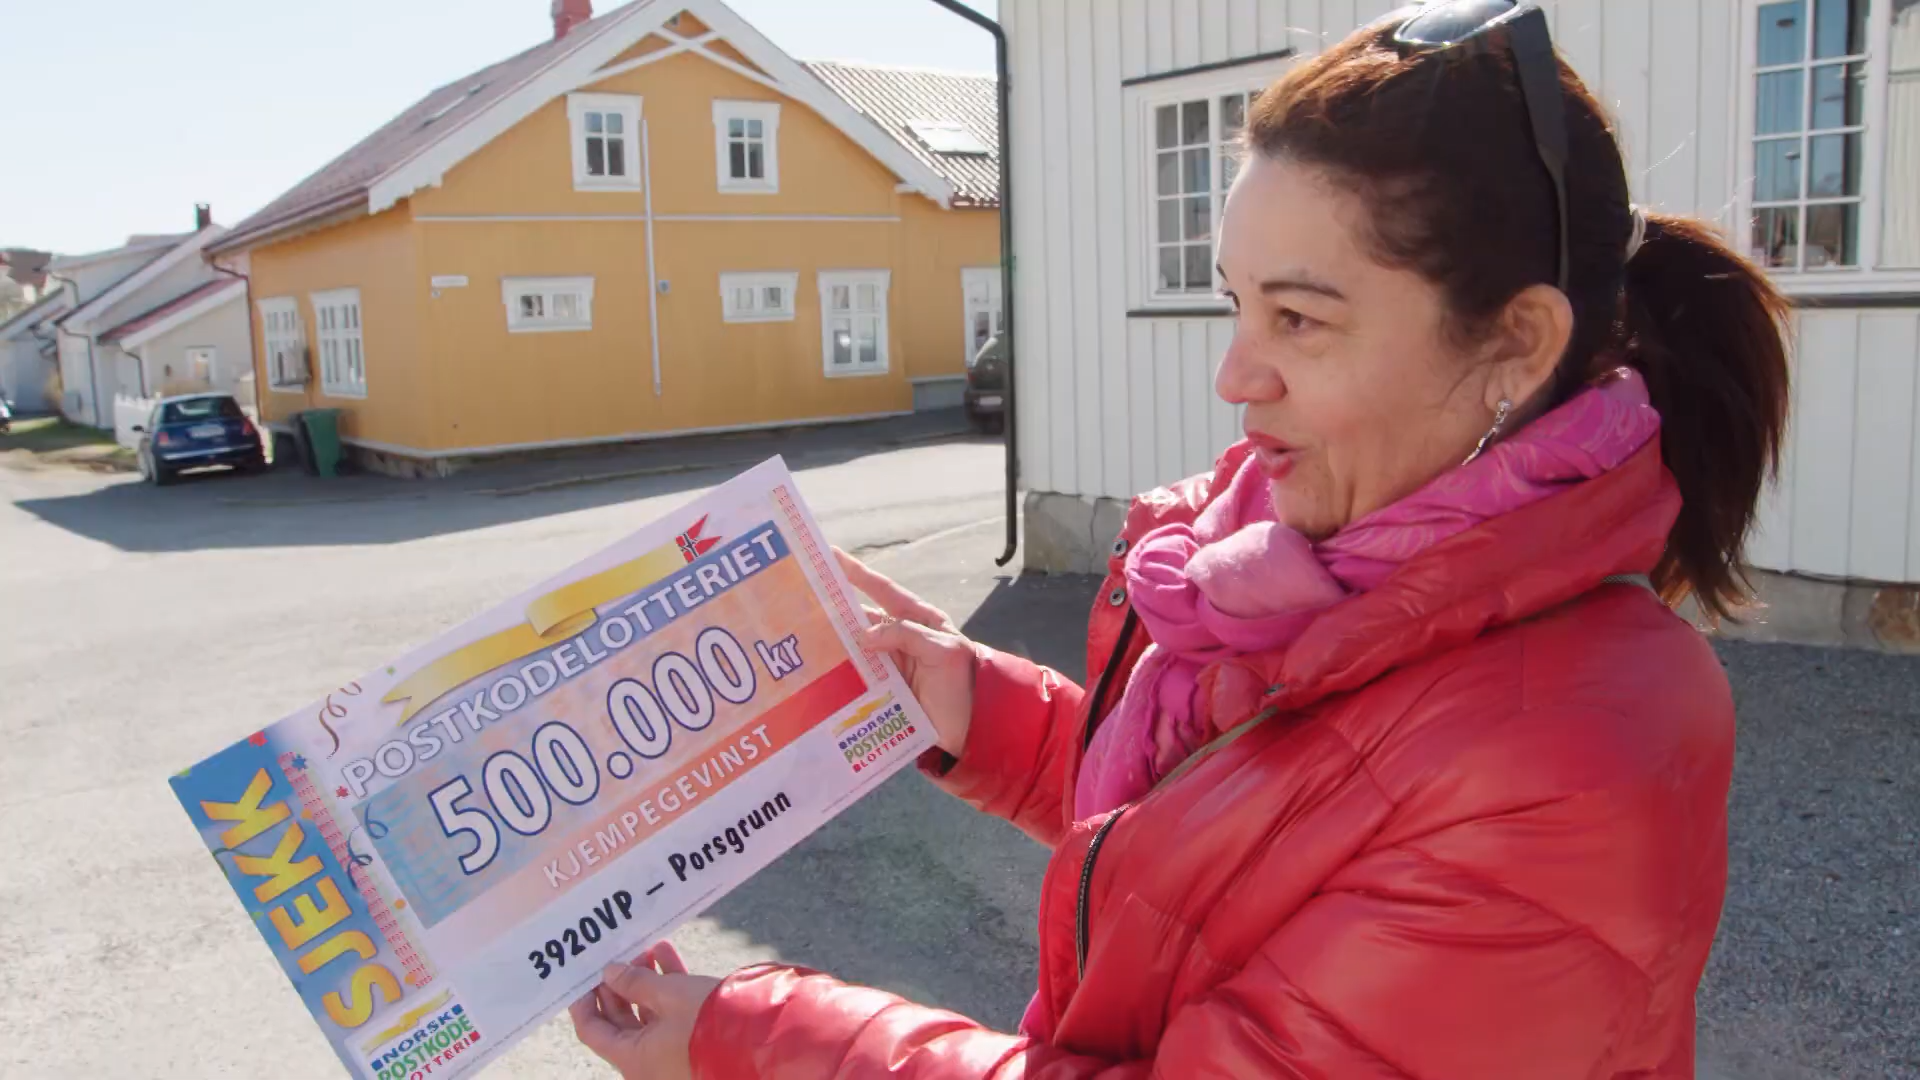 SJEKK
POSTKODELOTTERIET
500.000 kr
KJEMPEGEVINST
3920VP – Porsgrunn
NORSK
POSTKODE
LOTTERI
NORSK
POSTKODE
LOTTERI